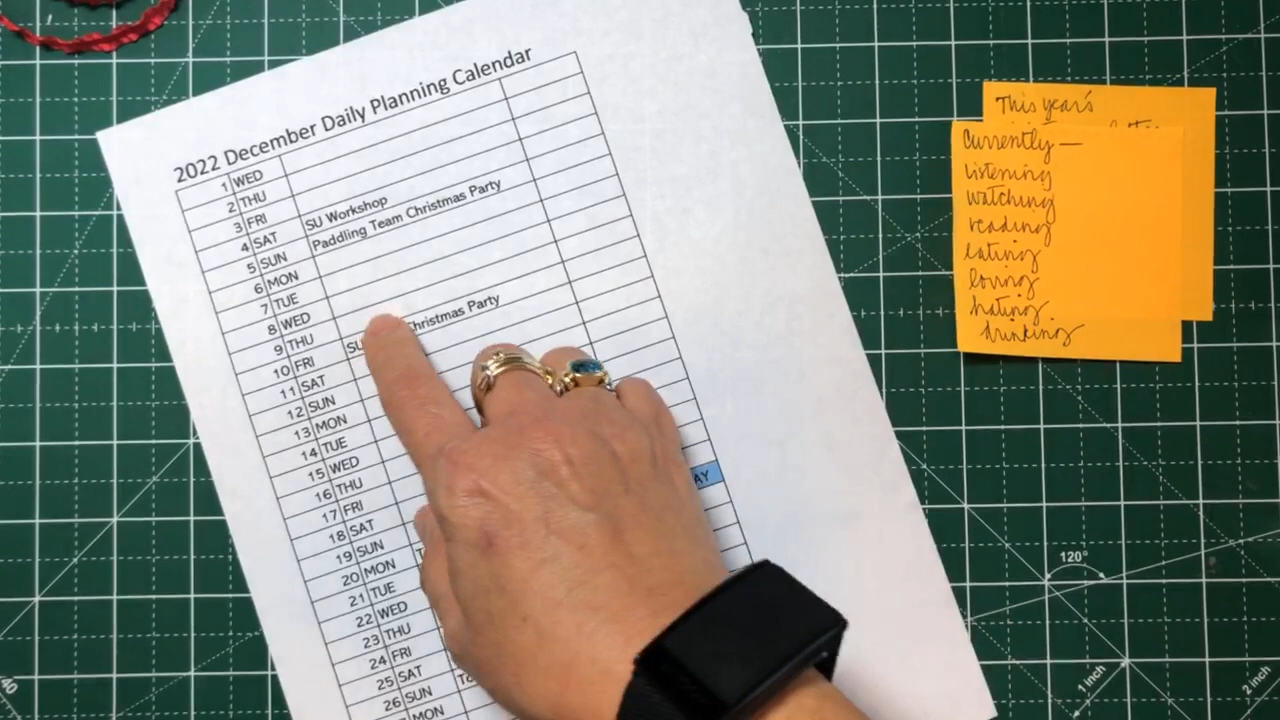 2022 December Daily Planning Calendar
1 WED
2 THU
3 FRI
4 SAT SU Workshop
5 SUN Paddling Team Christmas Party
6 MON
7 TUE
8 WED
9 THU
10 FRI SU Christmas Party
11 SAT
12 SUN
13 MON
14 TUE
15 WED
16 THU
17 FRI
18 SAT
19 SUN
20 MON
21 TUE AY
22 WED
23 THU
24 FRI
25 SAT
26 SUN
MON
This year's
Currently —
listening
watching
reading
eating
loving
hating
drinking
120°
1 inch
2 inch
40